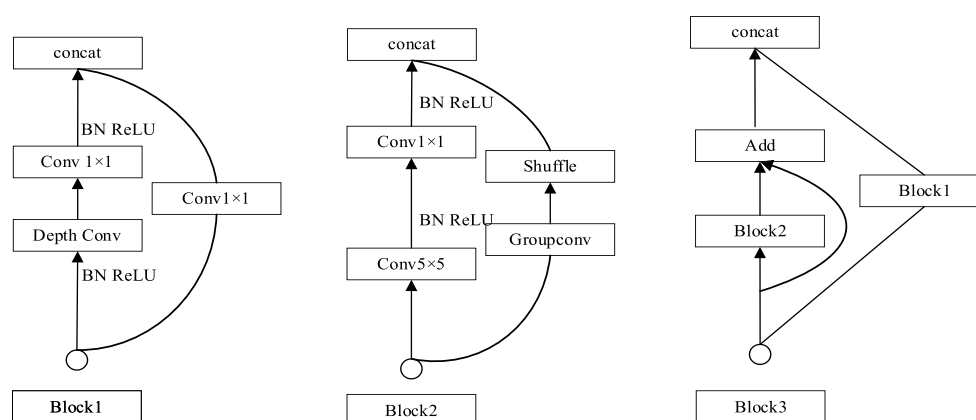 concat
BN ReLU
Conv 1×1
Conv1×1
Depth Conv
BN ReLU
Block1
concat
BN ReLU
Conv1×1
Shuffle
BN ReLU
Groupconv
Conv5×5
Block2
concat
Add
Block1
Block2
Block3